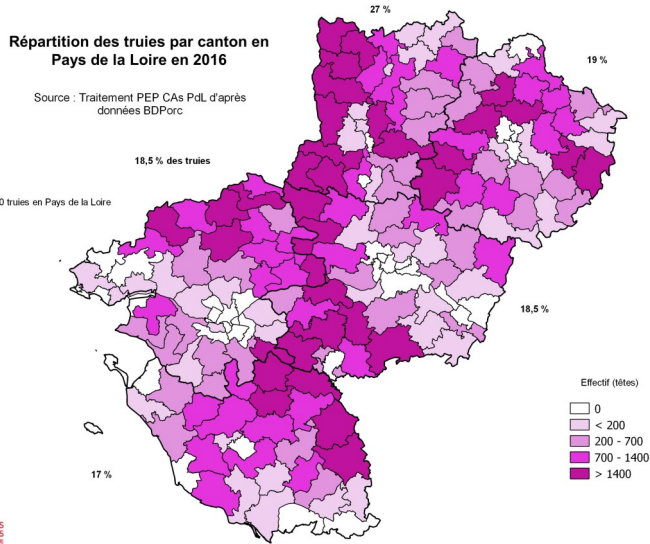 27 %
Répartition des truies par canton en
Pays de la Loire en 2016
19 %
Source : Traitement PEP CAs PdL d'après
données BDPorc
18,5 % des truies
truies en Pays de la Loire
18,5 %
Effectif (têtes)
0
< 200
200 - 700
700 - 1400
> 1400
17 %